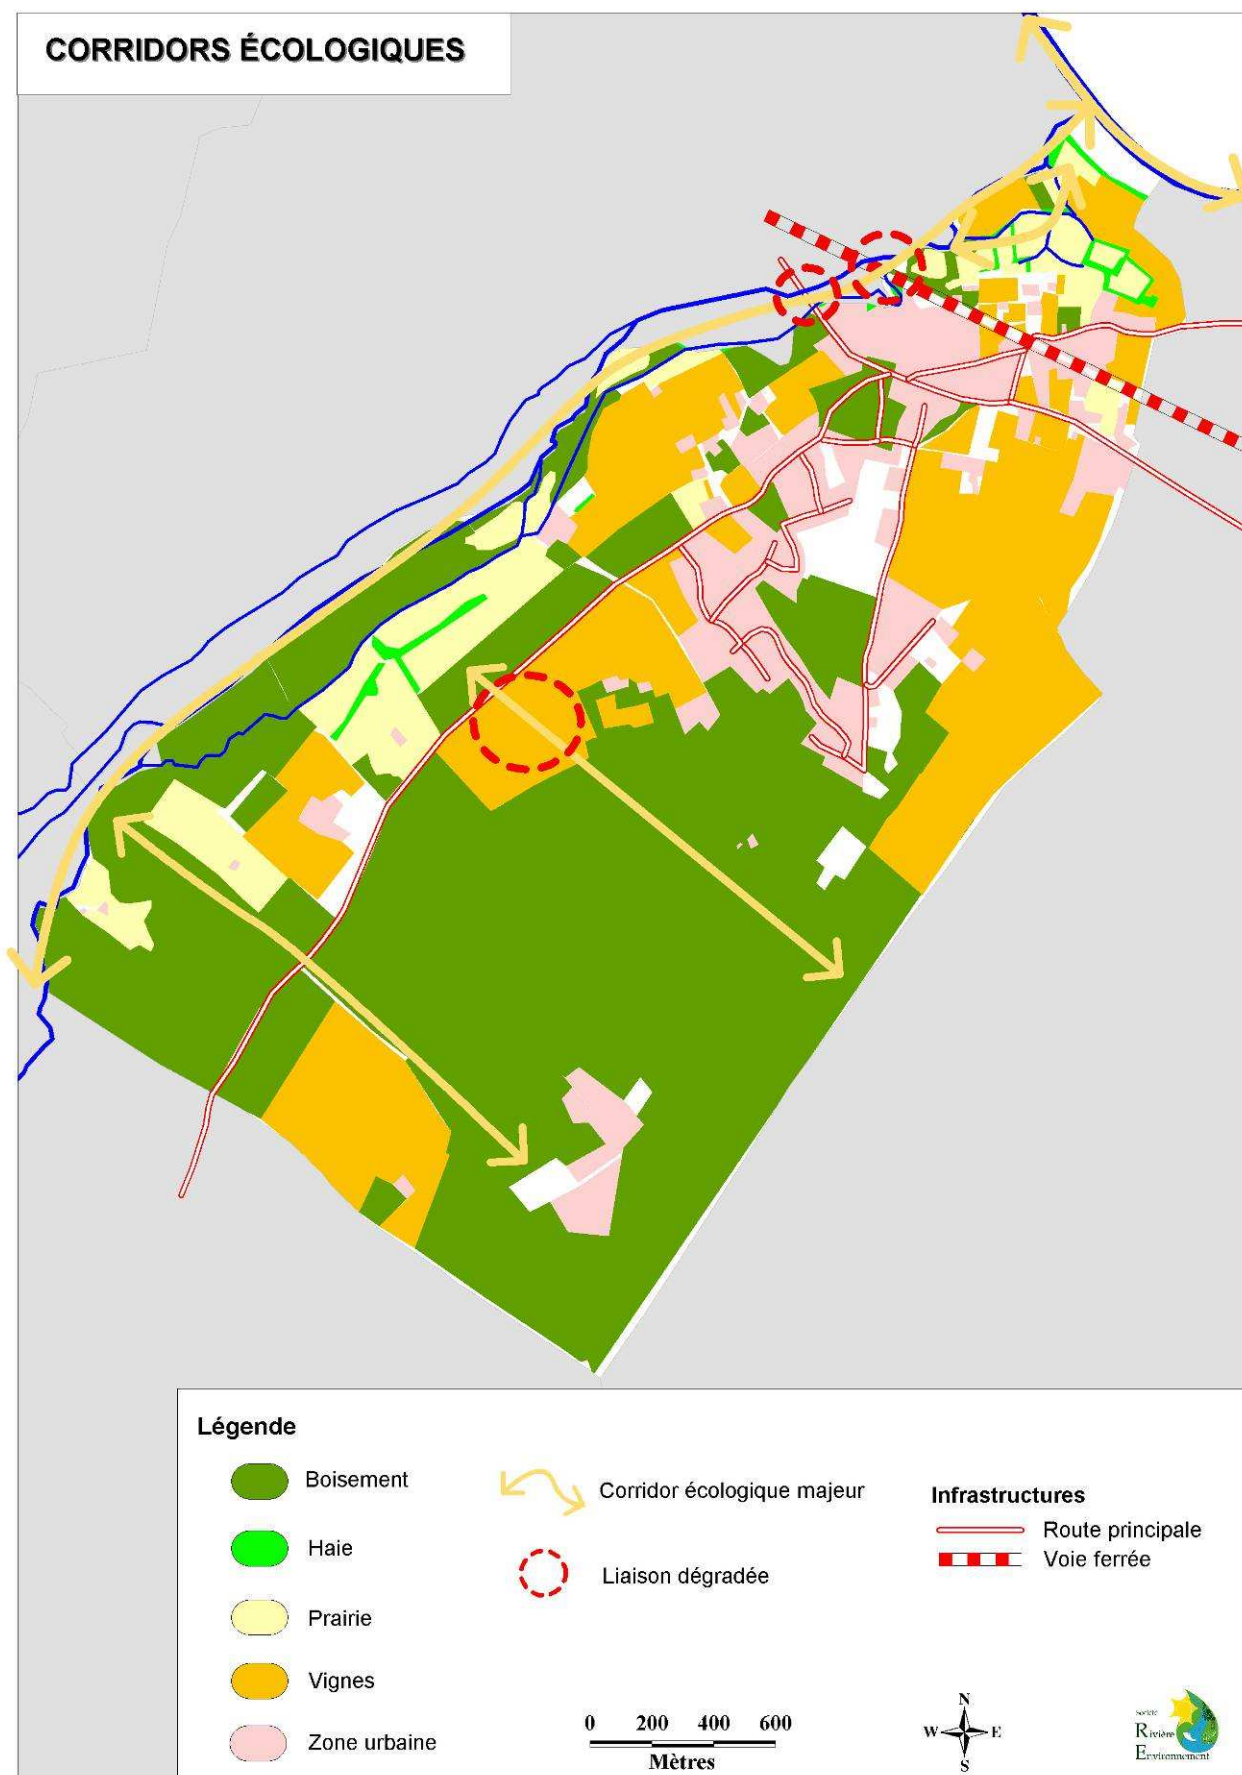 CORRIDORS ÉCOLOGIQUES
Légende
Boisement
Haie
Prairie
Vignes
Zone urbaine
Corridor écologique majeur
Liaison dégradée
Infrastructures
Route principale
Voie ferrée
0 200 400 600
Mètres
N
W E
S
Société
Rivière
Environnement